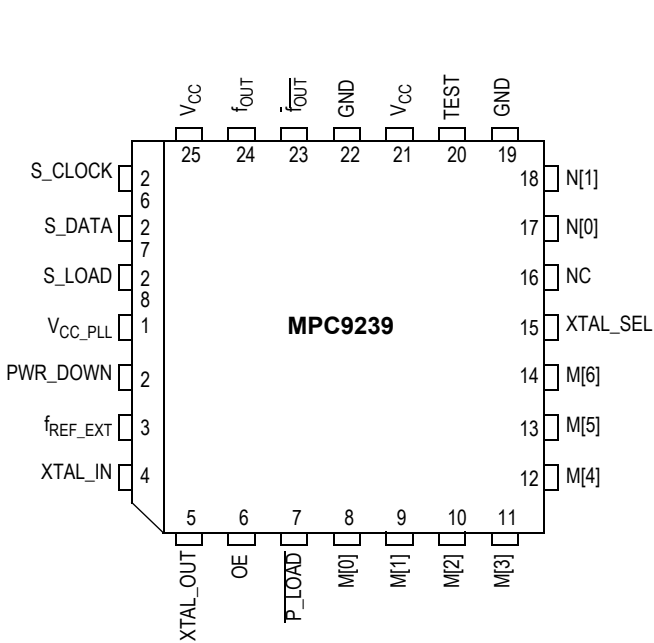 VCC
fOUT
f̅OUT
GND
VCC
TEST
GND
25
24
23
22
21
20
19
S_CLOCK
2
6
S_DATA
2
7
S_LOAD
2
8
VCC_PLL
1
PWR_DOWN
2
fREF_EXT
3
XTAL_IN
4
MPC9239
18
N[1]
17
N[0]
16
NC
15
XTAL_SEL
14
M[6]
13
M[5]
12
M[4]
5
6
7
8
9
10
11
XTAL_OUT
OE
P_LOAD
M[0]
M[1]
M[2]
M[3]